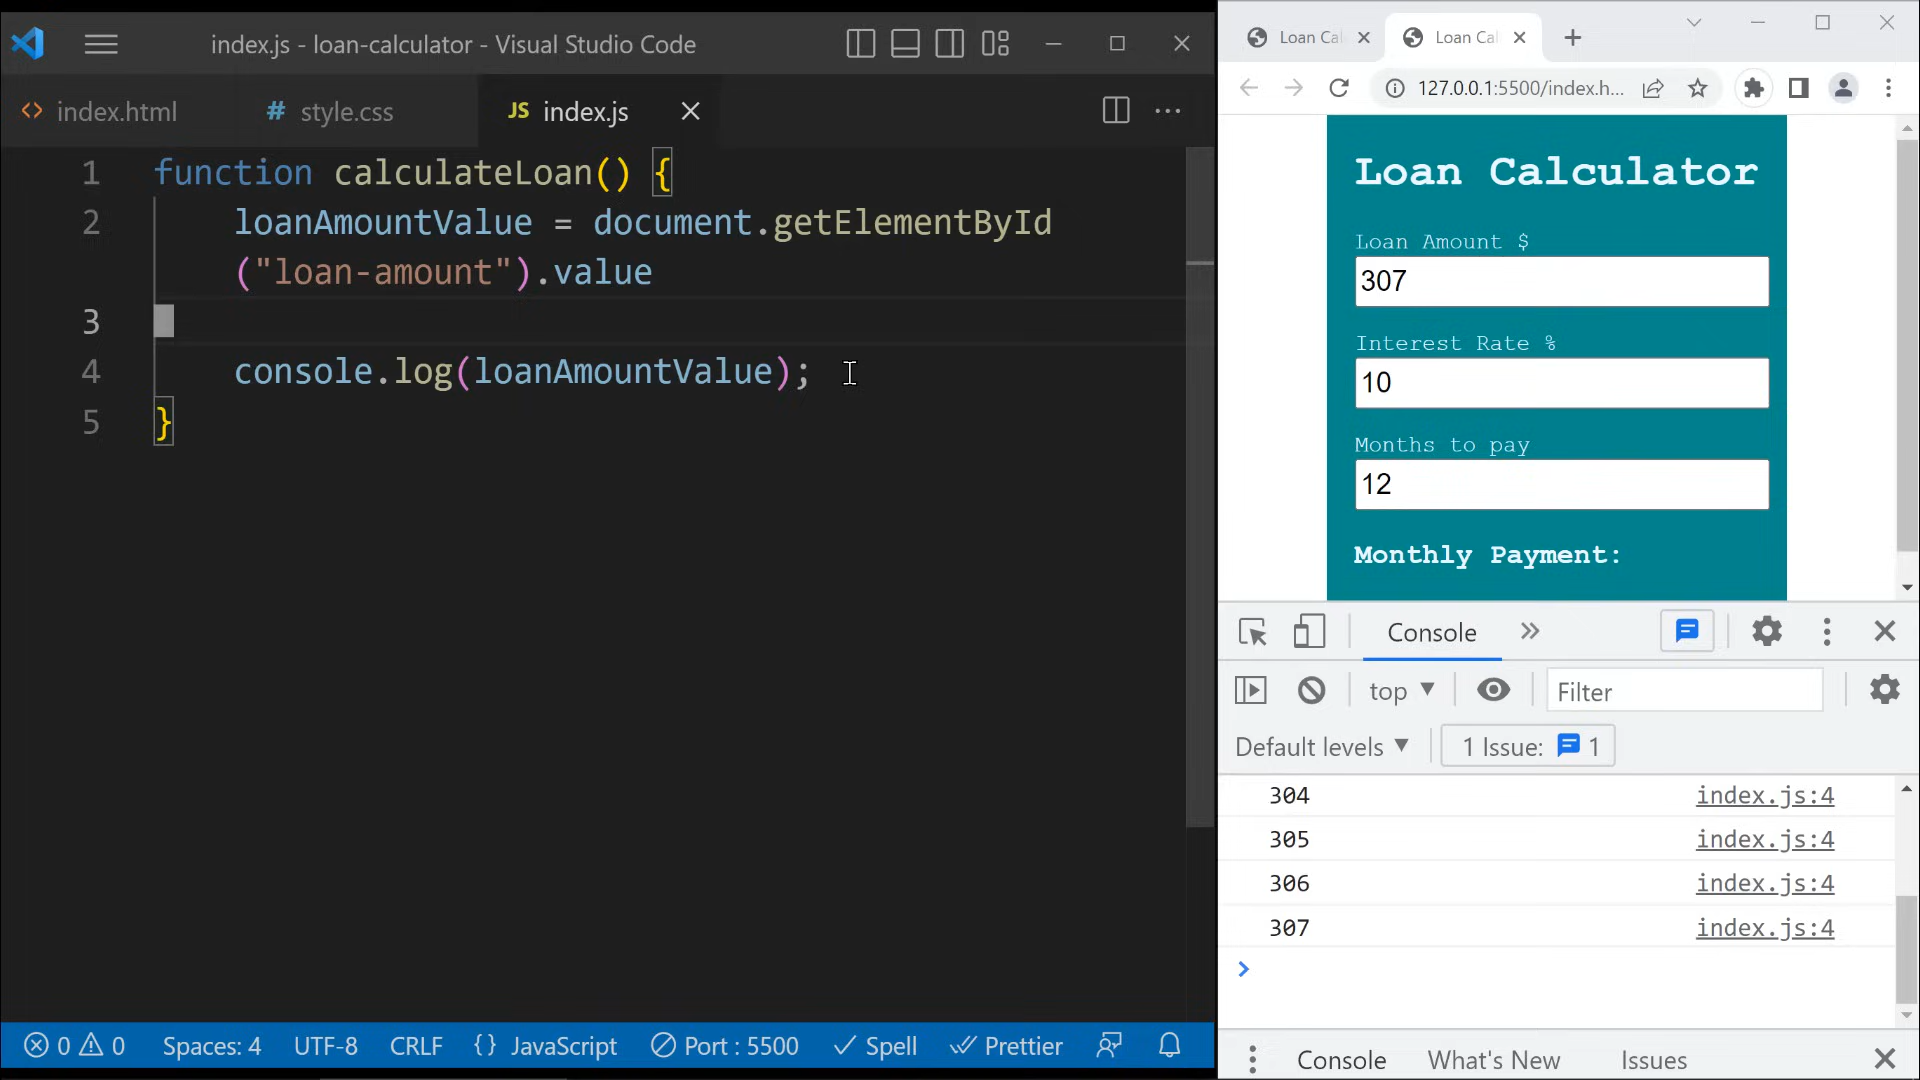 index.js - loan-calculator - Visual Studio Code
index.html
# style.css
JS index.js
1 function calculateLoan() {
2 loanAmountValue = document.getElementById
("loan-amount").value
3
4 console.log(loanAmountValue);
5 }
0 0 Spaces: 4 UTF-8 CRLF {} JavaScript Port : 5500 Spell Prettier
Loan Cal
Loan Cal
127.0.0.1:5500/index.h...
Loan Calculator
Loan Amount $
307
Interest Rate %
10
Months to pay
12
Monthly Payment:
Console
top
Filter
Default levels
1 Issue: 1
304 index.js:4
305 index.js:4
306 index.js:4
307 index.js:4
Console What's New Issues